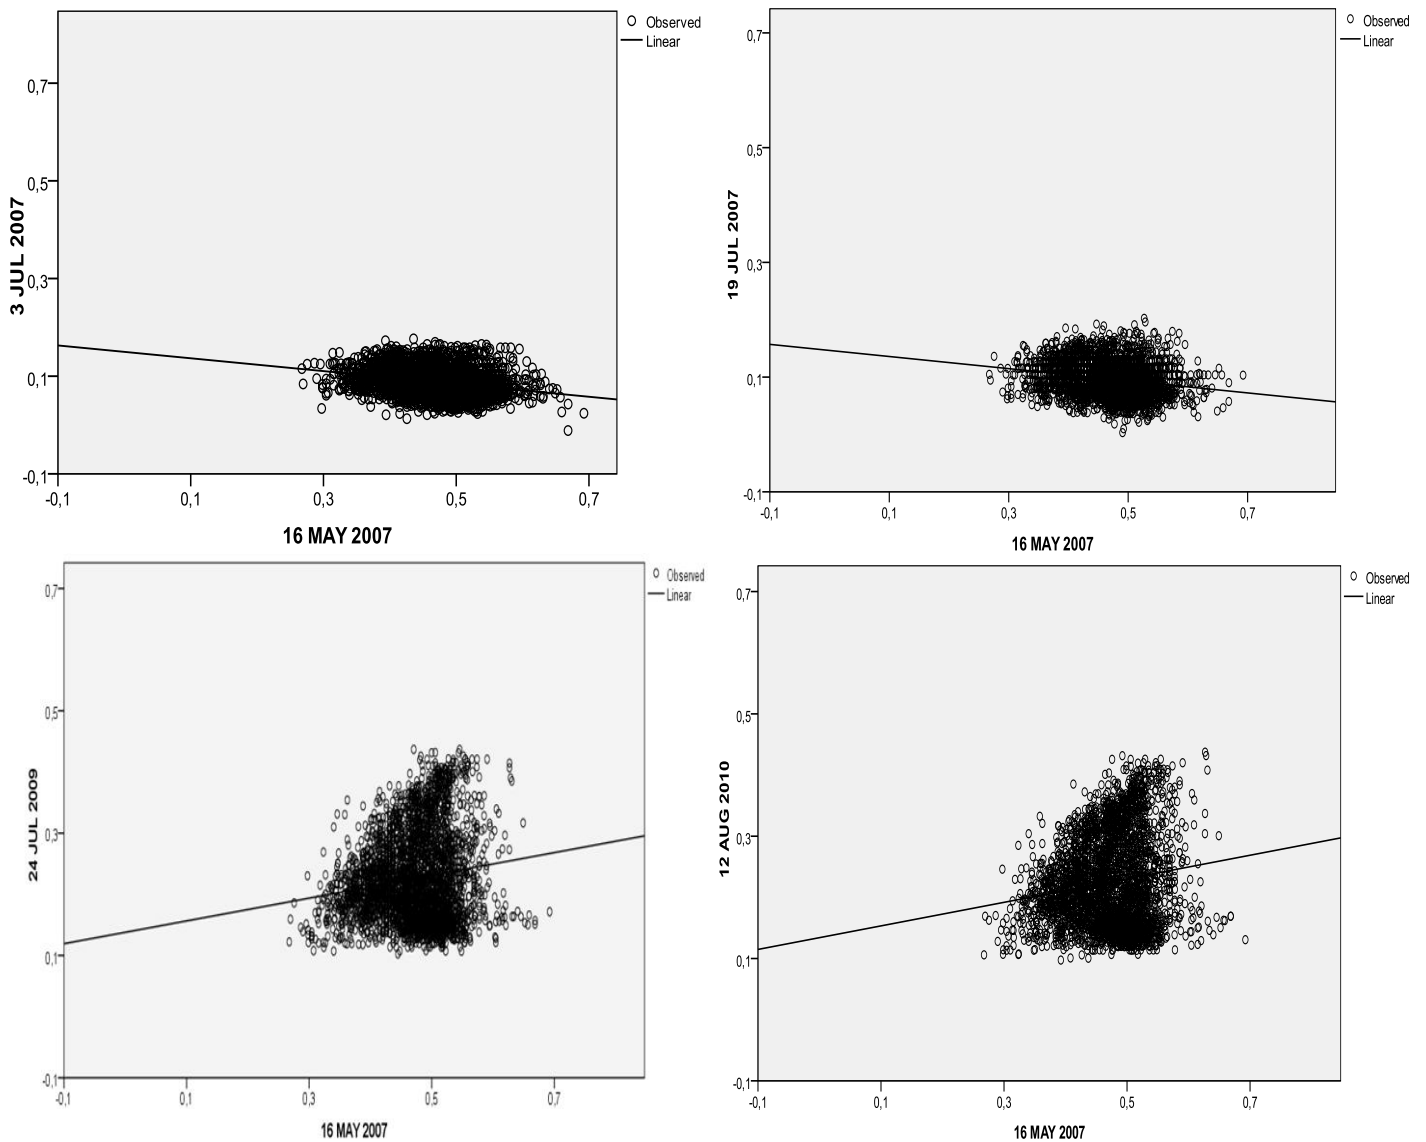 Observed
Linear
0,7
0,5
0,3
0,1
-0,1
3 JUL 2007
-0,1 0,1 0,3 0,5 0,7
16 MAY 2007
Observed
Linear
0,7
0,5
0,3
0,1
-0,1
19 JUL 2007
-0,1 0,1 0,3 0,5 0,7
16 MAY 2007
Observed
Linear
0,7
0,5
0,3
0,1
-0,1
24 JUL 2009
-0,1 0,1 0,3 0,5 0,7
16 MAY 2007
Observed
Linear
0,7
0,5
0,3
0,1
-0,1
12 AUG 2010
-0,1 0,1 0,3 0,5 0,7
16 MAY 2007